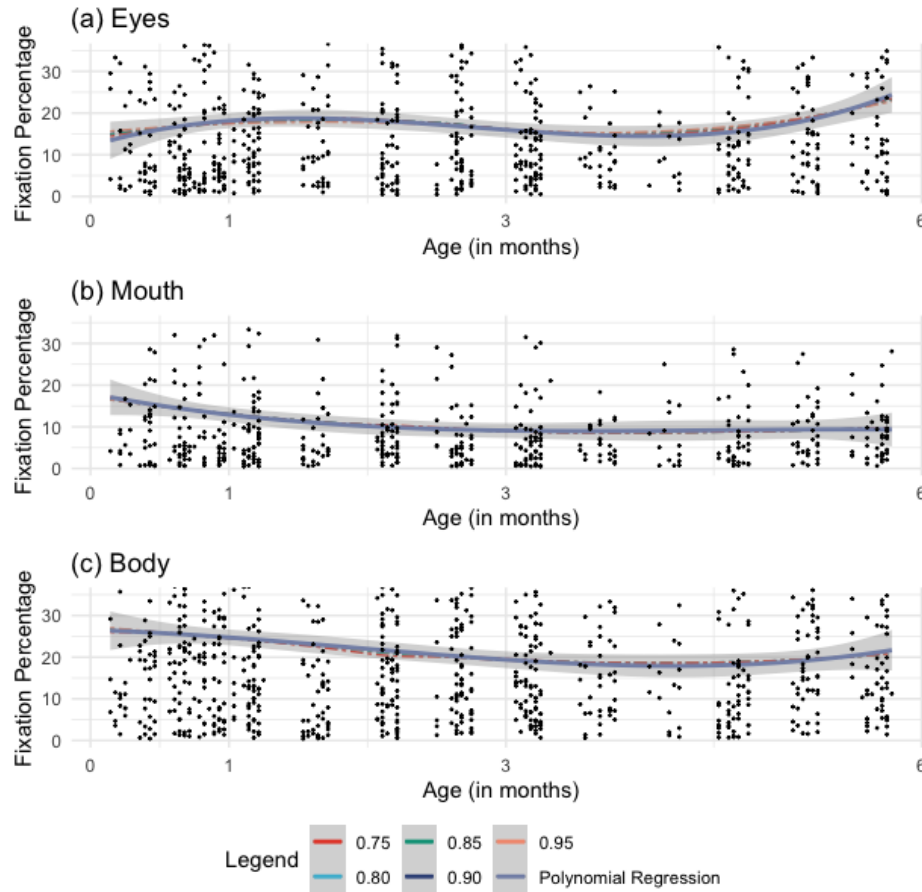 (a) Eyes
Fixation Percentage
30
20
10
0
0 1 3 6
Age (in months)
(b) Mouth
Fixation Percentage
30
20
10
0
0 1 3 6
Age (in months)
(c) Body
Fixation Percentage
30
20
10
0
0 1 3 6
Age (in months)
Legend
0.75 0.85 0.95
0.80 0.90 Polynomial Regression